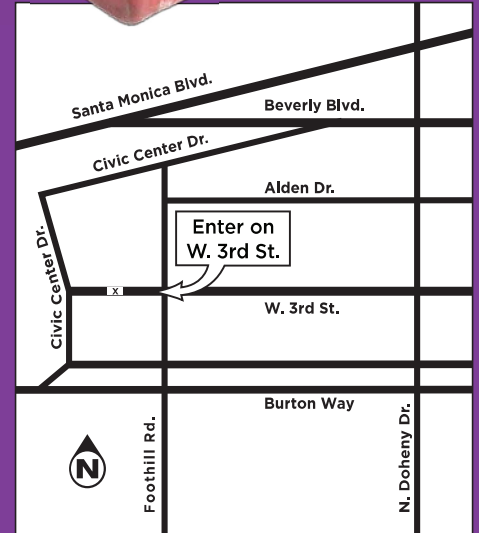 Santa Monica Blvd.
Beverly Blvd.
Civic Center Dr.
Alden Dr.
Enter on
W. 3rd St.
Civic Center Dr.
x
W. 3rd St.
Burton Way
Foothill Rd.
N. Doheny Dr.
N